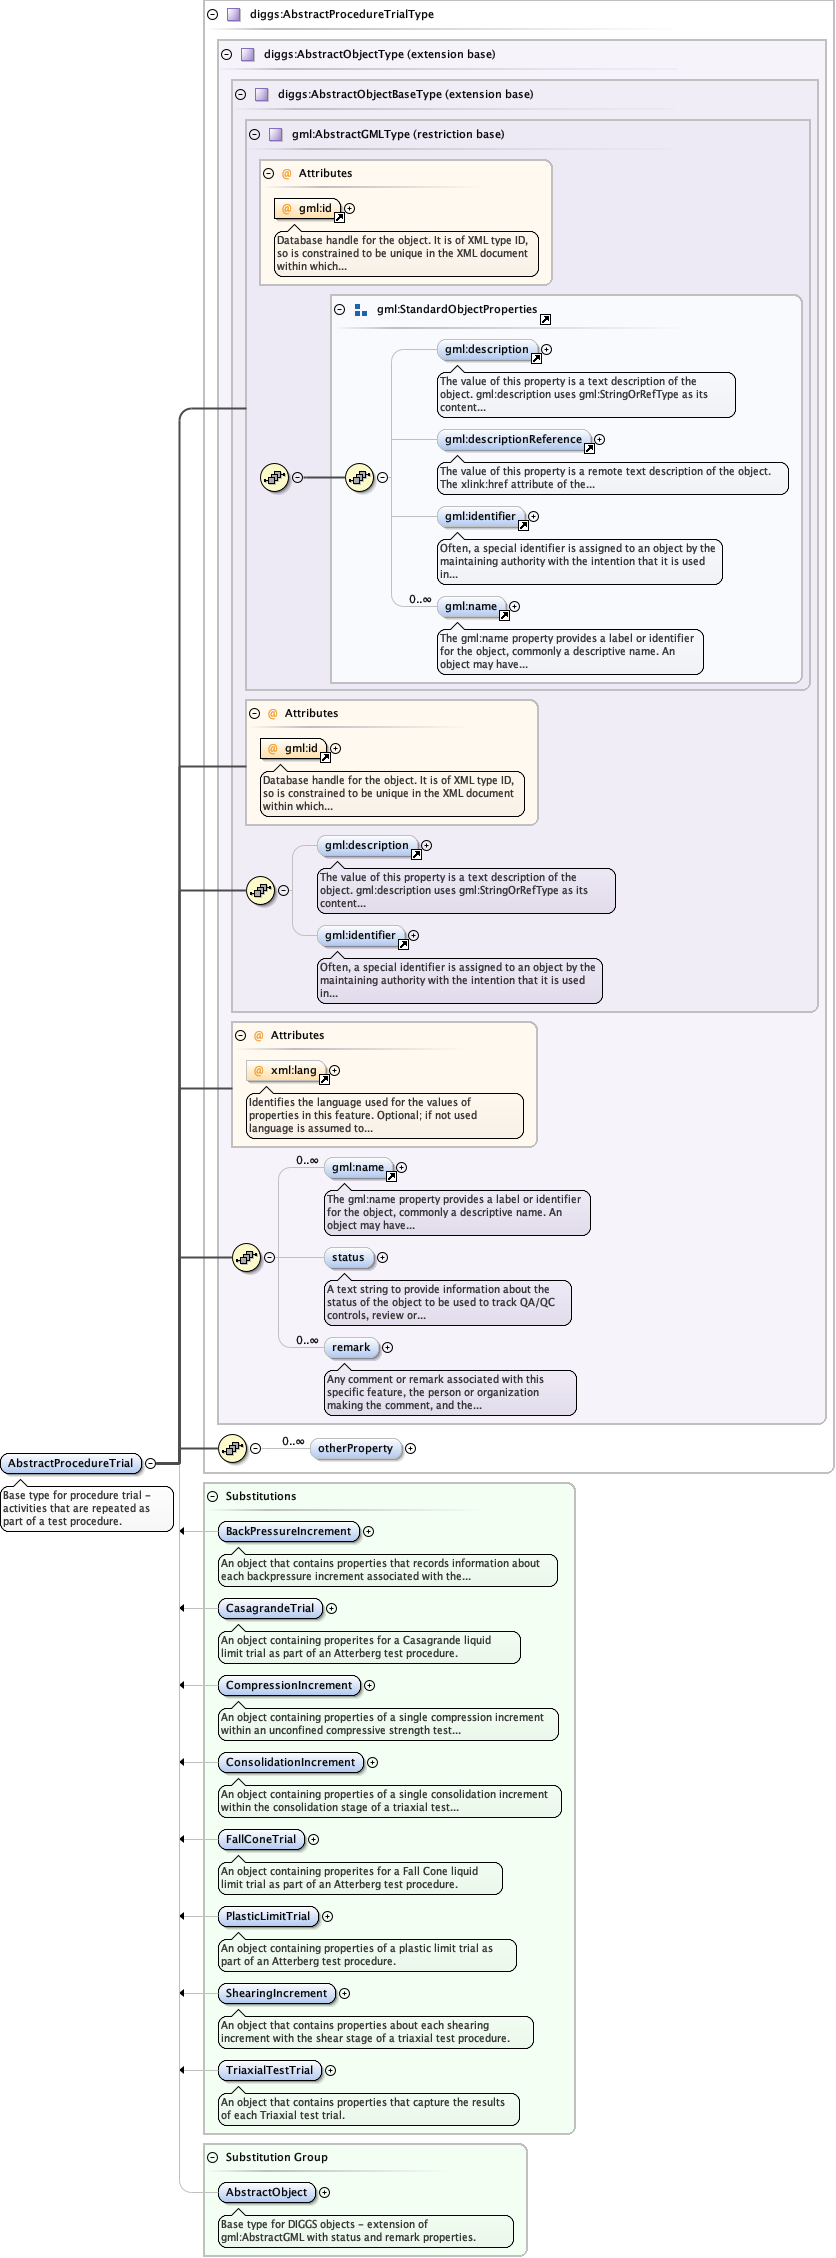 diggs:AbstractProcedureTrialType
diggs:AbstractObjectType (extension base)
diggs:AbstractObjectBaseType (extension base)
gml:AbstractGMLType (restriction base)
@ Attributes
@ gml:id
Database handle for the object. It is of XML type ID,
so is constrained to be unique in the XML document
within which...
gml:StandardObjectProperties
gml:description
The value of this property is a text description of the
object. gml:description uses gml:StringOrRefType as its
content...
gml:descriptionReference
The value of this property is a remote text description of the object.
The xlink:href attribute of the...
gml:identifier
Often, a special identifier is assigned to an object by the
maintaining authority with the intention that it is used
in...
0..∞
gml:name
The gml:name property provides a label or identifier
for the object, commonly a descriptive name. An
object may have...
@ Attributes
@ gml:id
Database handle for the object. It is of XML type ID,
so is constrained to be unique in the XML document
within which...
gml:description
The value of this property is a text description of the
object. gml:description uses gml:StringOrRefType as its
content...
gml:identifier
Often, a special identifier is assigned to an object by the
maintaining authority with the intention that it is used
in...
@ Attributes
@ xml:lang
Identifies the language used for the values of
properties in this feature. Optional; if not used
language is assumed to...
0..∞
gml:name
The gml:name property provides a label or identifier
for the object, commonly a descriptive name. An
object may have...
status
A text string to provide information about the
status of the object to be used to track QA/QC
controls, review or...
0..∞
remark
Any comment or remark associated with this
specific feature, the person or organization
making the comment, and the...
0..∞
otherProperty
AbstractProcedureTrial
Base type for procedure trial -
activities that are repeated as
part of a test procedure.
Substitutions
BackPressureIncrement
An object that contains properties that records information about
each backpressure increment associated with the...
CasagrandeTrial
An object containing properites for a Casagrande liquid
limit trial as part of an Atterberg test procedure.
CompressionIncrement
An object containing properties of a single compression increment
within an unconfined compressive strength test...
ConsolidationIncrement
An object containing properties of a single consolidation increment
within the consolidation stage of a triaxial test...
FallConeTrial
An object containing properites for a Fall Cone liquid
limit trial as part of an Atterberg test procedure.
PlasticLimitTrial
An object containing properties of a plastic limit trial as
part of an Atterberg test procedure.
ShearingIncrement
An object that contains properties about each shearing
increment with the shear stage of a triaxial test procedure.
TriaxialTestTrial
An object that contains properties that capture the results
of each Triaxial test trial.
Substitution Group
AbstractObject
Base type for DIGGS objects - extension of
gml:AbstractGML with status and remark properties.